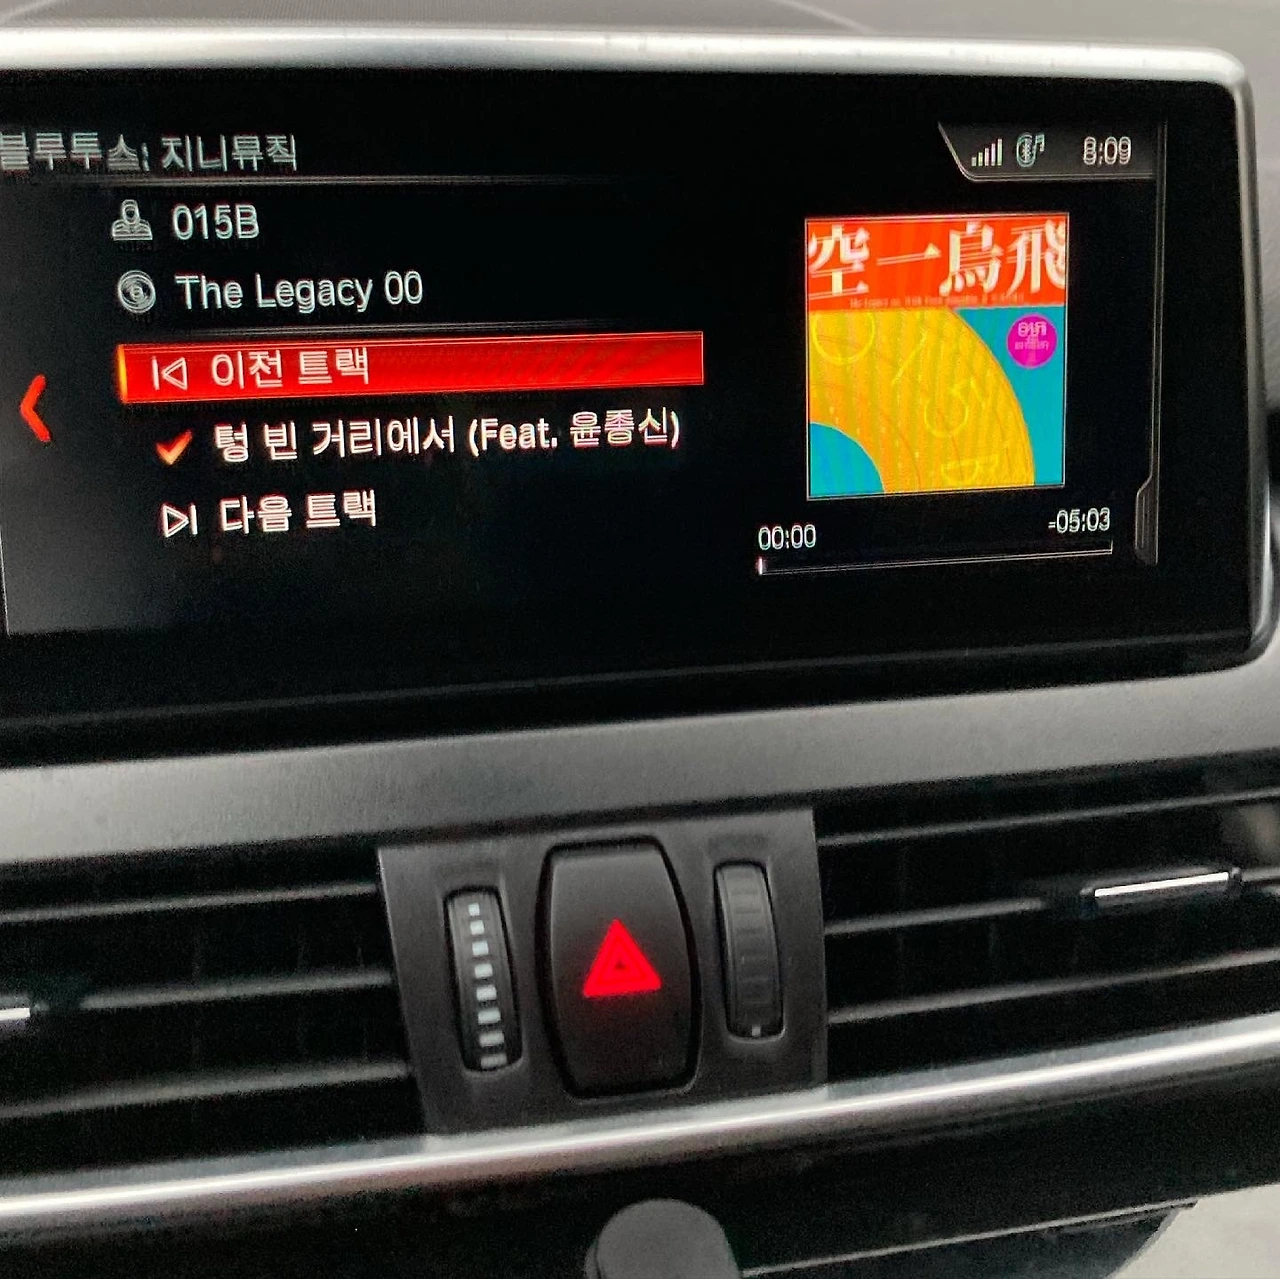 블루투스: 지니뮤직
8:09
015B
The Legacy 00
이전 트랙
텅 빈 거리에서 (Feat. 윤종신)
다음 트랙
空一烏飛
00:00
-05:03